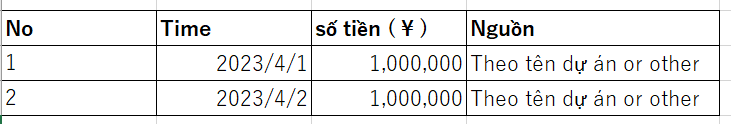 No Time số tiền (¥) Nguồn
1 2023/4/1 1,000,000 Theo tên dự án or other
2 2023/4/2 1,000,000 Theo tên dự án or other